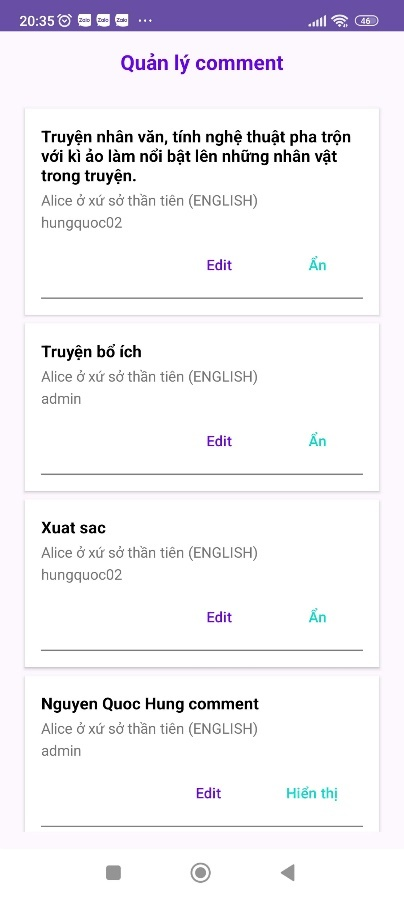 20:35 Zalo Zalo Zalo ... 46
Quản lý comment
Truyện nhân văn, tính nghệ thuật pha trộn
với kì ảo làm nổi bật lên những nhân vật
trong truyện.
Alice ở xứ sở thần tiên (ENGLISH)
hungquoc02
Edit Ẩn
Truyện bổ ích
Alice ở xứ sở thần tiên (ENGLISH)
admin
Edit Ẩn
Xuat sac
Alice ở xứ sở thần tiên (ENGLISH)
hungquoc02
Edit Ẩn
Nguyen Quoc Hung comment
Alice ở xứ sở thần tiên (ENGLISH)
admin
Edit Hiển thị